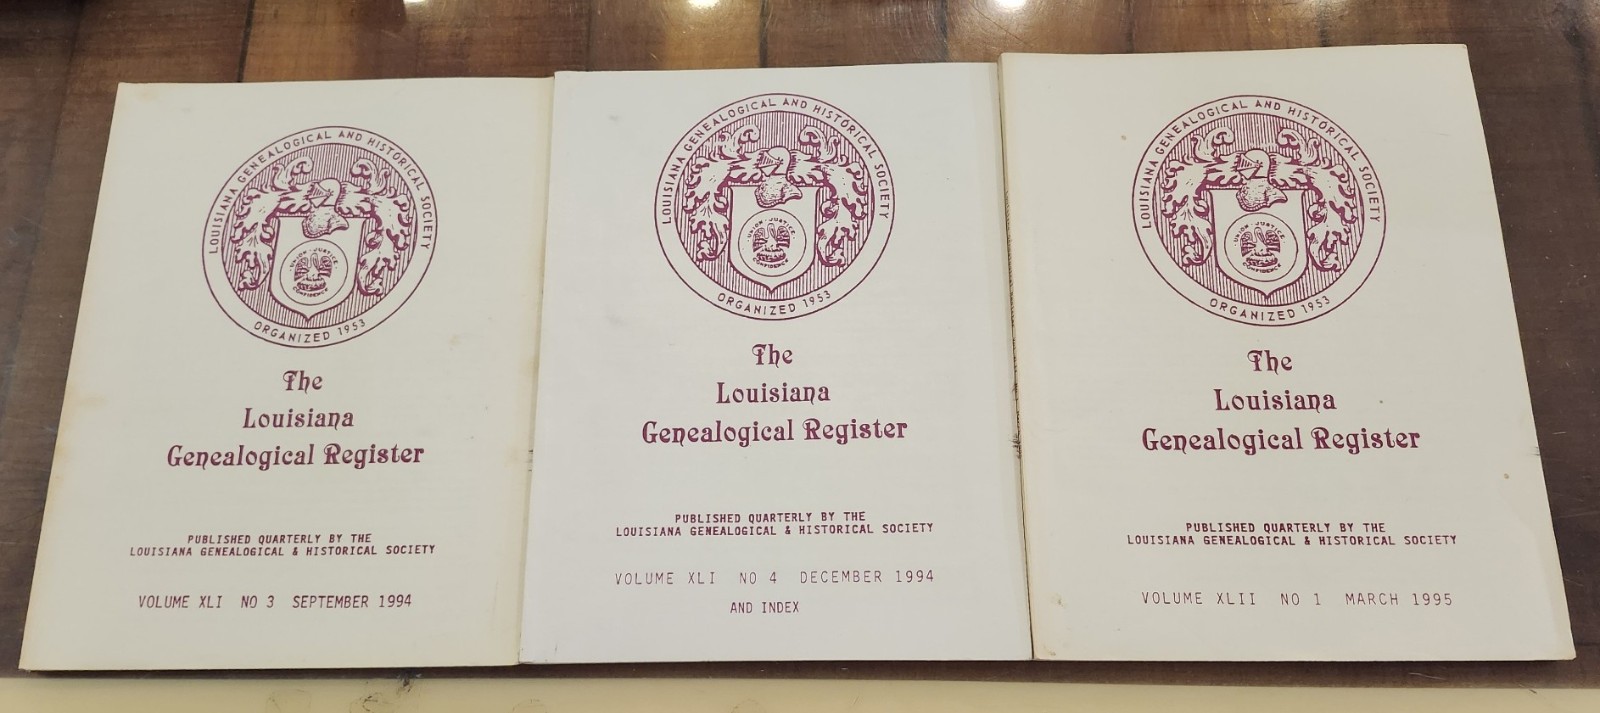 LOUISIANA GENEALOGICAL AND HISTORICAL SOCIETY
ORGANIZED 1953
UNION · JUSTICE
CONFIDENCE
The
Louisiana
Genealogical Register
PUBLISHED QUARTERLY BY THE
LOUISIANA GENEALOGICAL & HISTORICAL SOCIETY
VOLUME XLI NO 3 SEPTEMBER 1994
LOUISIANA GENEALOGICAL AND HISTORICAL SOCIETY
ORGANIZED 1953
UNION · JUSTICE
CONFIDENCE
The
Louisiana
Genealogical Register
PUBLISHED QUARTERLY BY THE
LOUISIANA GENEALOGICAL & HISTORICAL SOCIETY
VOLUME XLI NO 4 DECEMBER 1994
AND INDEX
LOUISIANA GENEALOGICAL AND HISTORICAL SOCIETY
ORGANIZED 1953
UNION JUSTICE
CONFIDENCE
The
Louisiana
Genealogical Register
PUBLISHED QUARTERLY BY THE
LOUISIANA GENEALOGICAL & HISTORICAL SOCIETY
VOLUME XLII NO 1 MARCH 1995